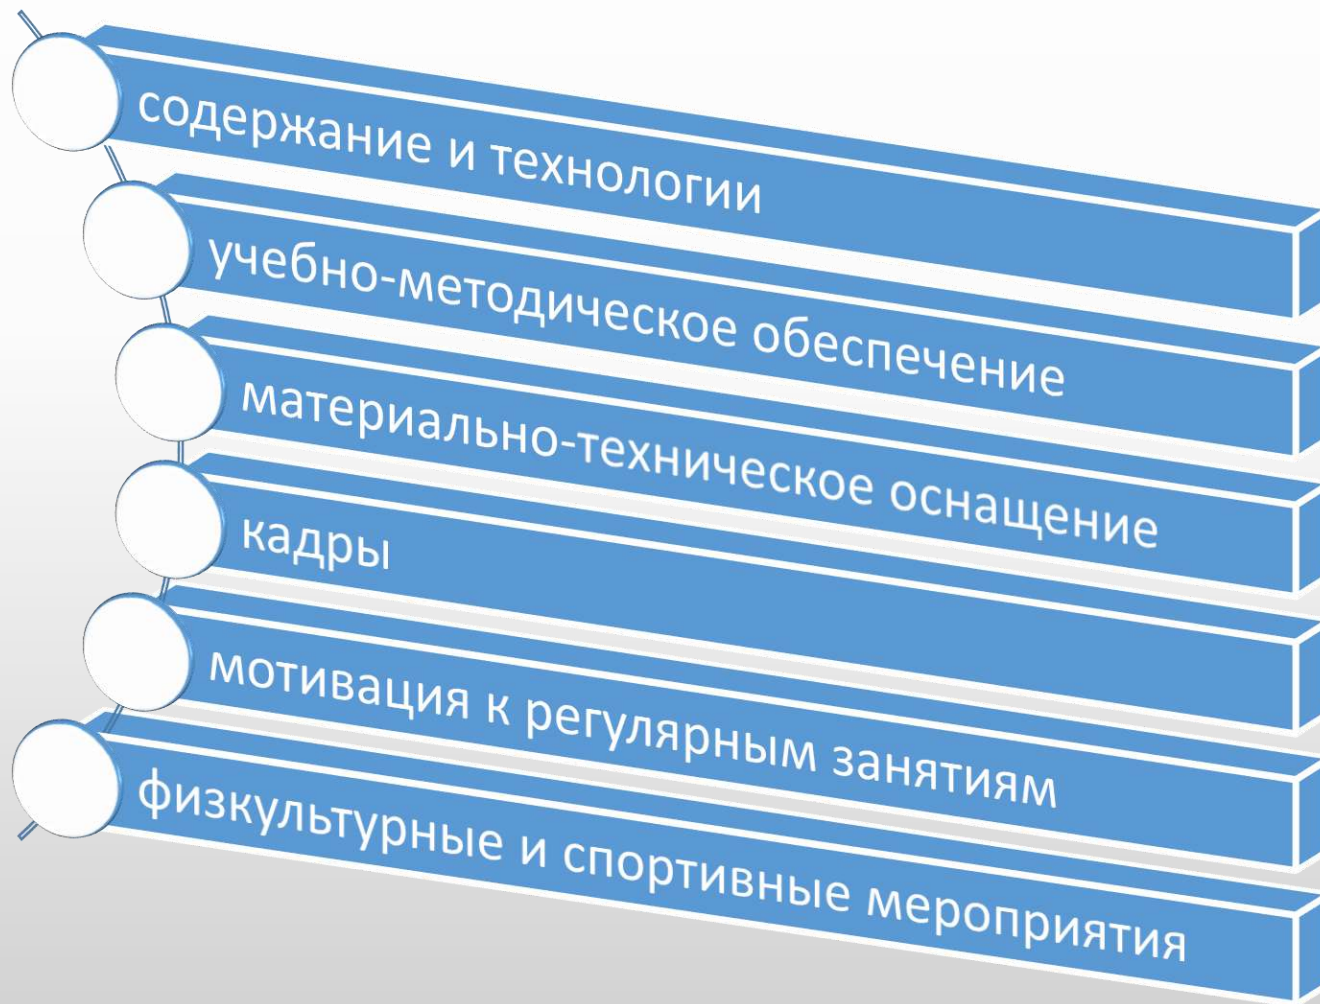 содержание и технологии
учебно-методическое обеспечение
материально-техническое оснащение
кадры
мотивация к регулярным занятиям
физкультурные и спортивные мероприятия